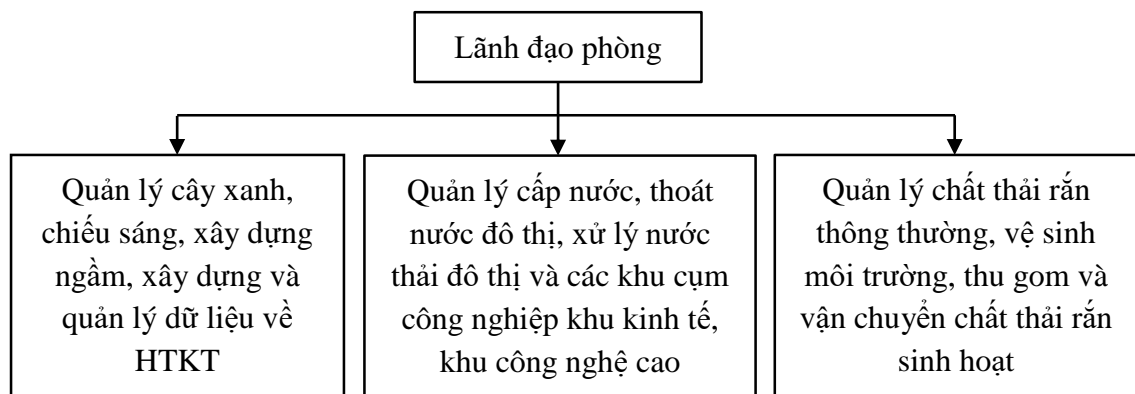 Lãnh đạo phòng
Quản lý cây xanh,
chiếu sáng, xây dựng
ngầm, xây dựng và
quản lý dữ liệu về
HTKT
Quản lý cấp nước, thoát
nước đô thị, xử lý nước
thải đô thị và các khu cụm
công nghiệp khu kinh tế,
khu công nghệ cao
Quản lý chất thải rắn
thông thường, vệ sinh
môi trường, thu gom và
vận chuyển chất thải rắn
sinh hoạt